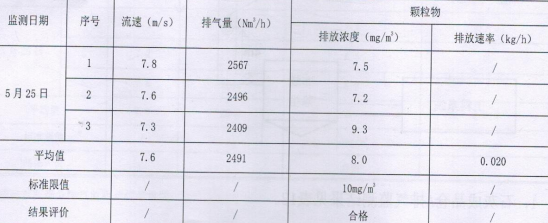 监测日期 序号 流速（m/s） 排气量（Nm³/h） 颗粒物
排放浓度（mg/m³） 排放速率（kg/h）
5月25日
1 7.8 2567 7.5 /
2 7.6 2496 7.2 /
3 7.3 2409 9.3 /
平均值 7.6 2491 8.0 0.020
标准限值 / / 10mg/m³ /
结果评价 / / 合格 /